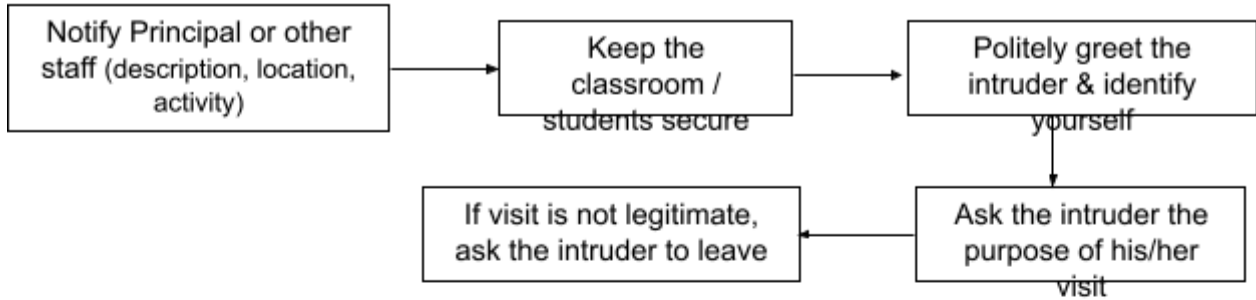 Notify Principal or other
staff (description, location,
activity)
Keep the
classroom /
students secure
Politely greet the
intruder & identify
yourself
Ask the intruder the
purpose of his/her
visit
If visit is not legitimate,
ask the intruder to leave